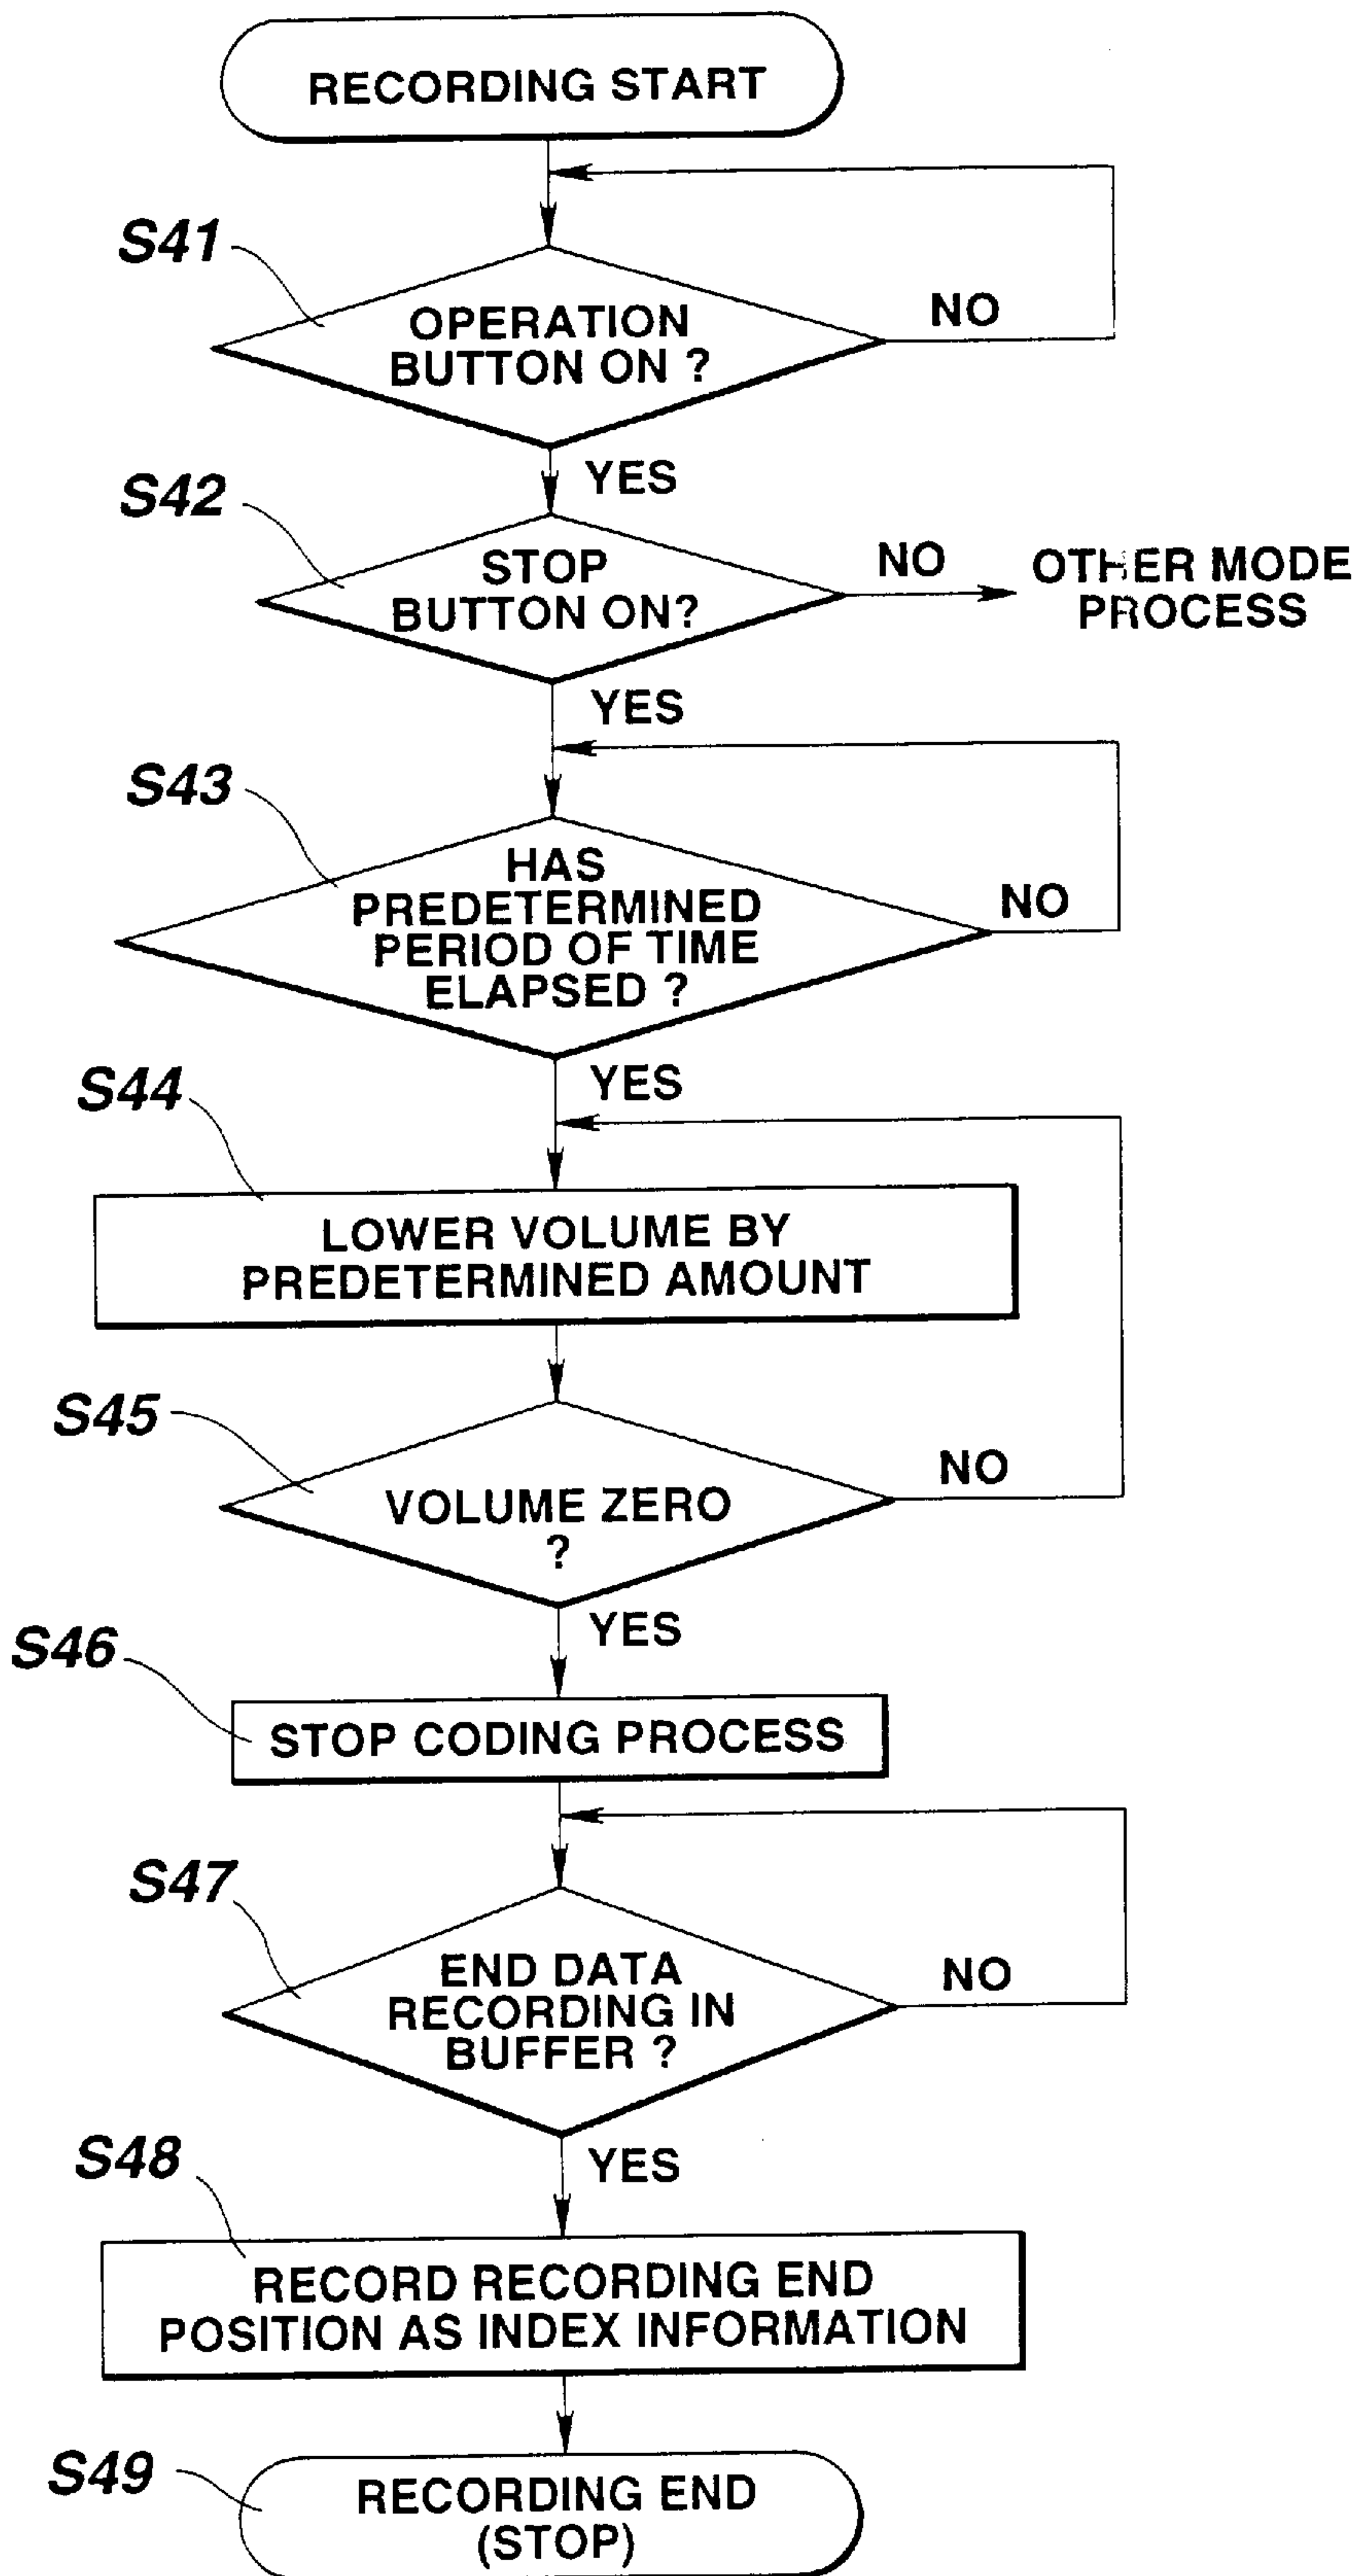 RECORDING START
S41
OPERATION
BUTTON ON ?
NO
YES
S42
STOP
BUTTON ON?
NO
OTHER MODE
PROCESS
YES
S43
HAS
PREDETERMINED
PERIOD OF TIME
ELAPSED ?
NO
YES
S44
LOWER VOLUME BY
PREDETERMINED AMOUNT
S45
VOLUME ZERO
?
NO
YES
S46
STOP CODING PROCESS
S47
END DATA
RECORDING IN
BUFFER ?
NO
YES
S48
RECORD RECORDING END
POSITION AS INDEX INFORMATION
S49
RECORDING END
(STOP)